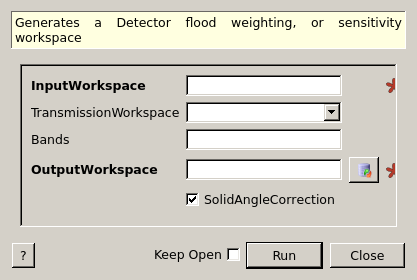 Generates a Detector flood weighting, or sensitivity
workspace
InputWorkspace
TransmissionWorkspace
Bands
OutputWorkspace
SolidAngleCorrection
? Keep Open Run Close